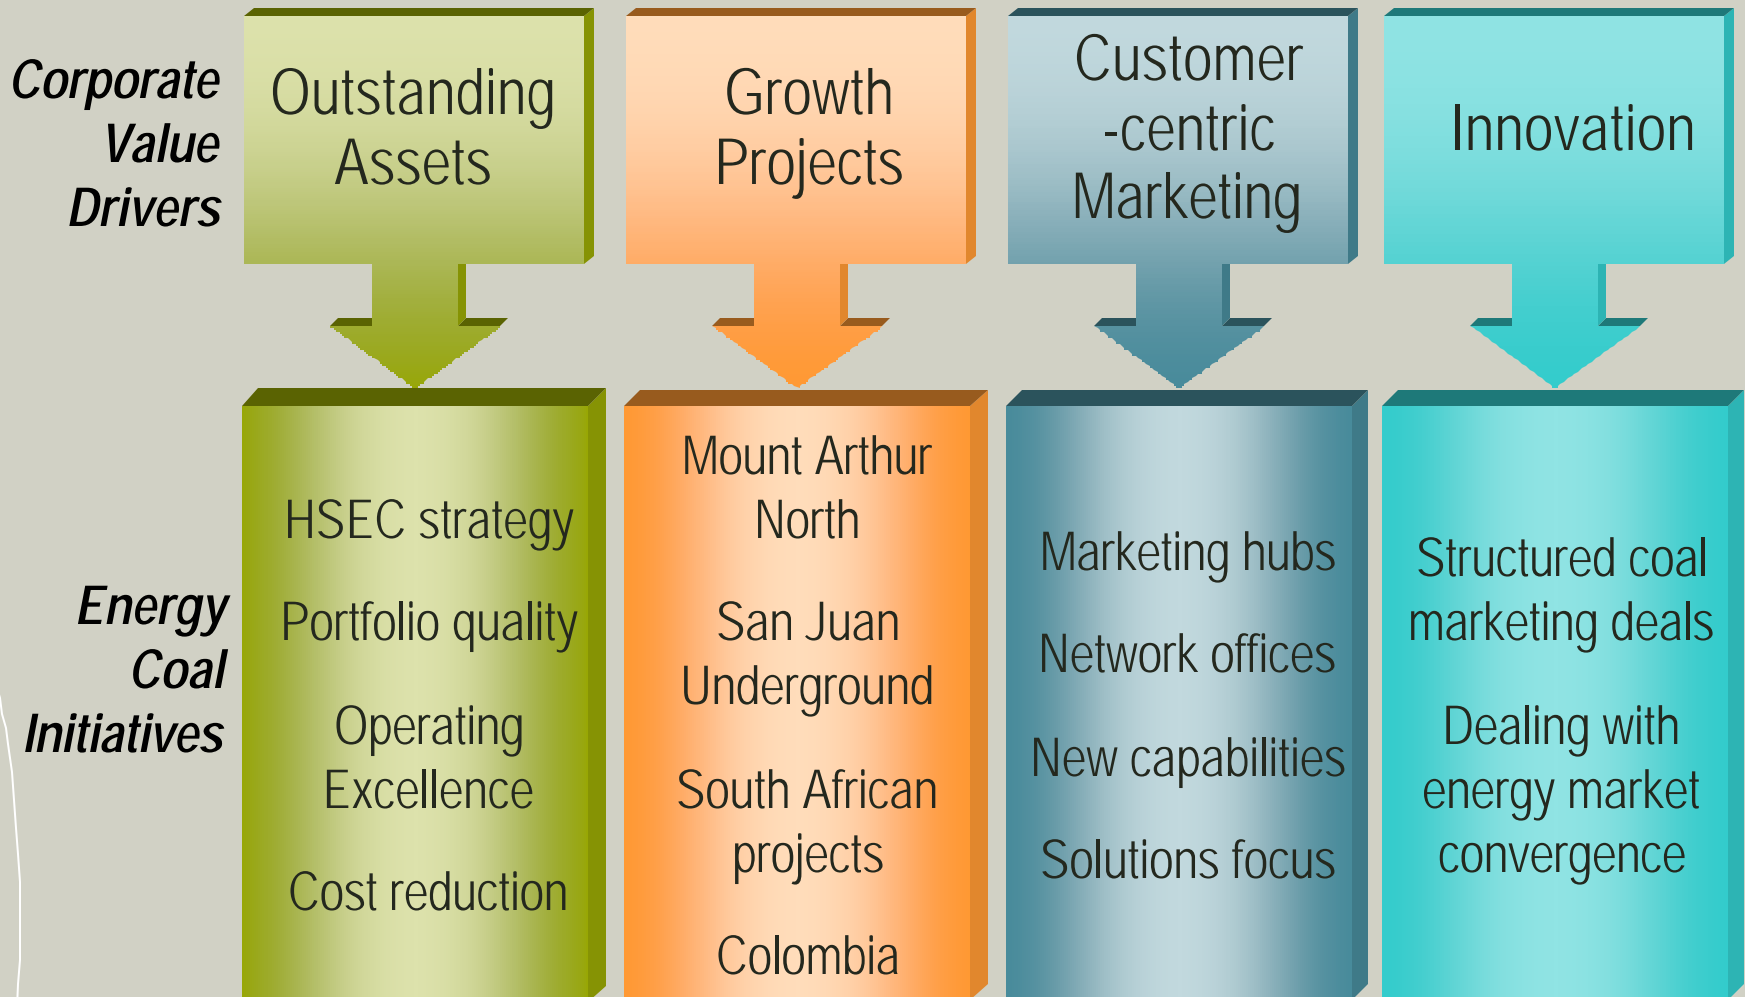 Corporate
Value
Drivers
Outstanding
Assets
Growth
Projects
Customer
-centric
Marketing
Innovation
Energy
Coal
Initiatives
HSEC strategy
Portfolio quality
Operating
Excellence
Cost reduction
Mount Arthur
North
San Juan
Underground
South African
projects
Colombia
Marketing hubs
Network offices
New capabilities
Solutions focus
Structured coal
marketing deals
Dealing with
energy market
convergence